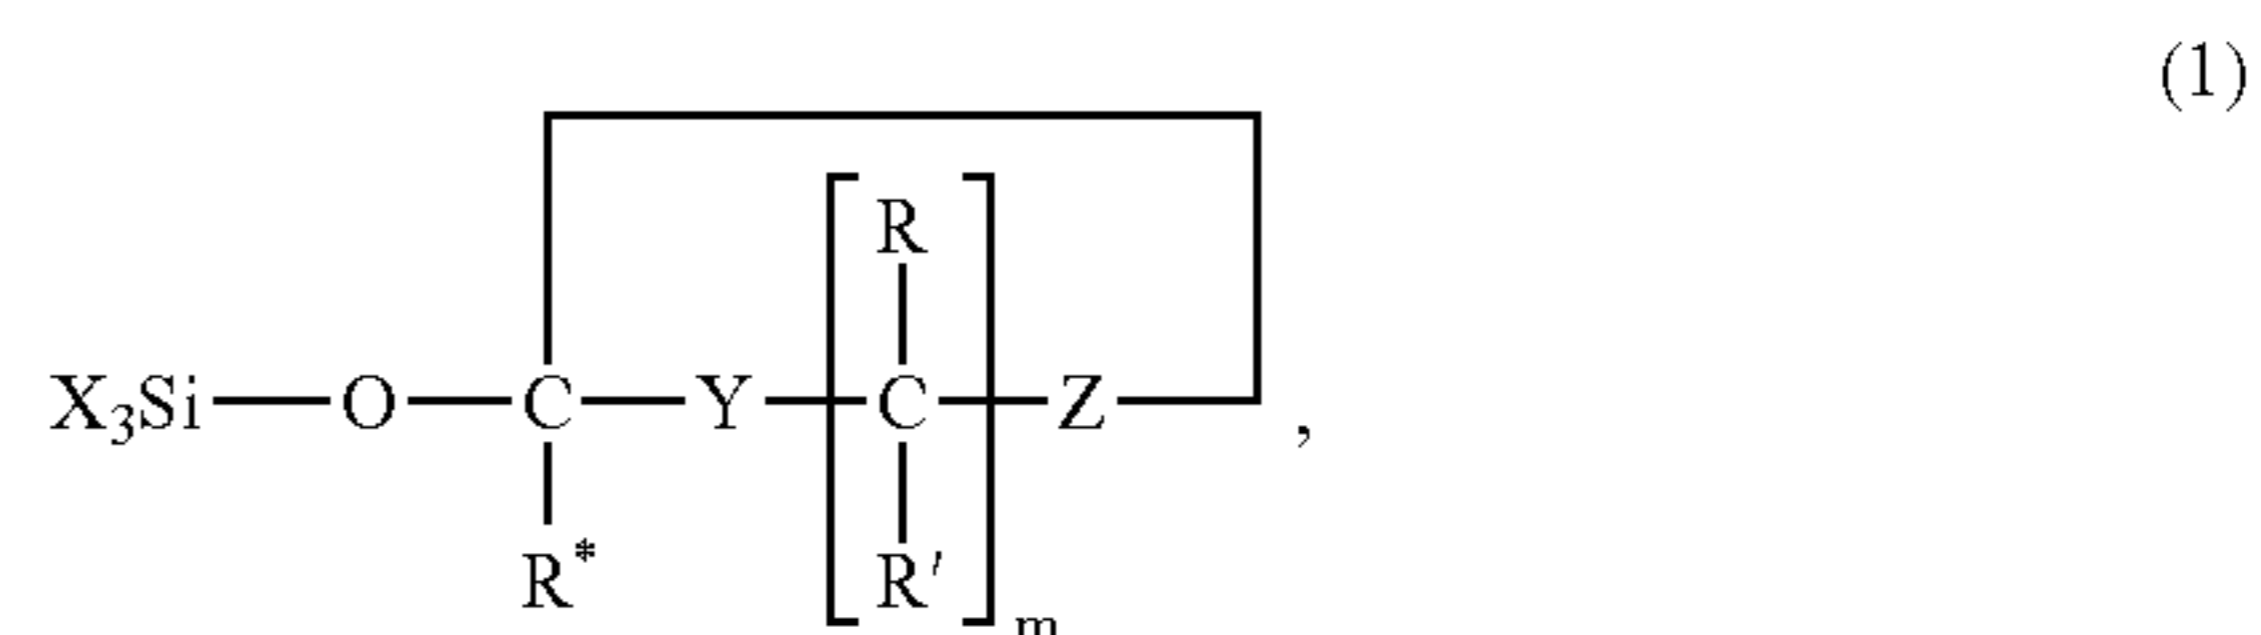 (1)
R
X₃Si—O—C—Y—C—Z ,
R* R′
m